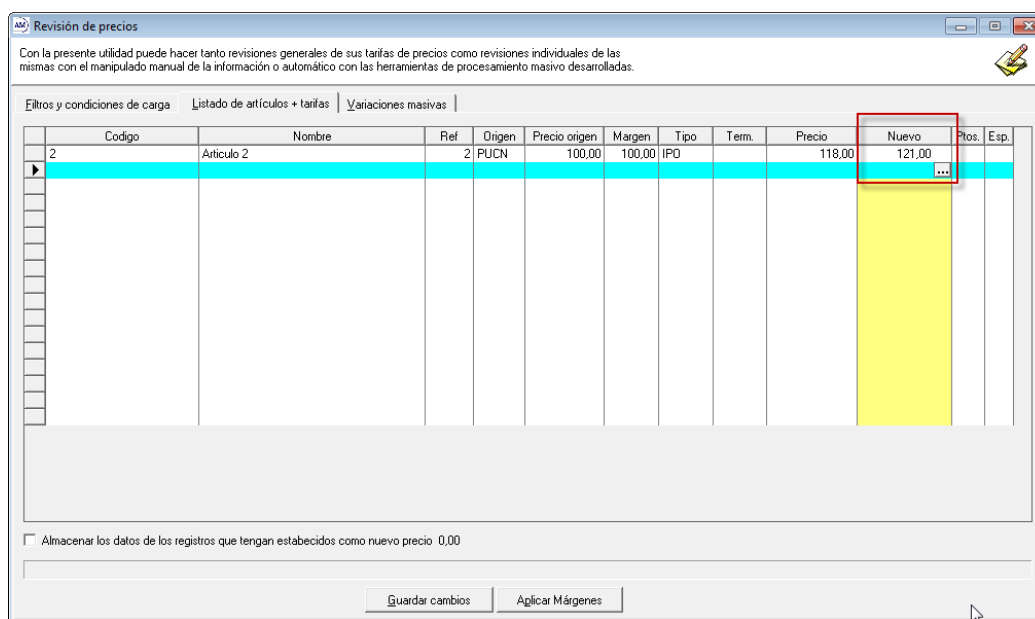 AM Revisión de precios
Con la presente utilidad puede hacer tanto revisiones generales de sus tarifas de precios como revisiones individuales de las
mismas con el manipulado manual de la información o automático con las herramientas de procesamiento masivo desarrolladas.
Filtros y condiciones de carga Listado de artículos + tarifas Variaciones masivas
Codigo Nombre Ref Origen Precio origen Margen Tipo Term. Precio Nuevo Ptos. Esp.
2 Articulo 2 2 PUCN 100,00 100,00 IPO 118,00 121,00
...
Almacenar los datos de los registros que tengan estabecidos como nuevo precio 0,00
Guardar cambios Aplicar Márgenes